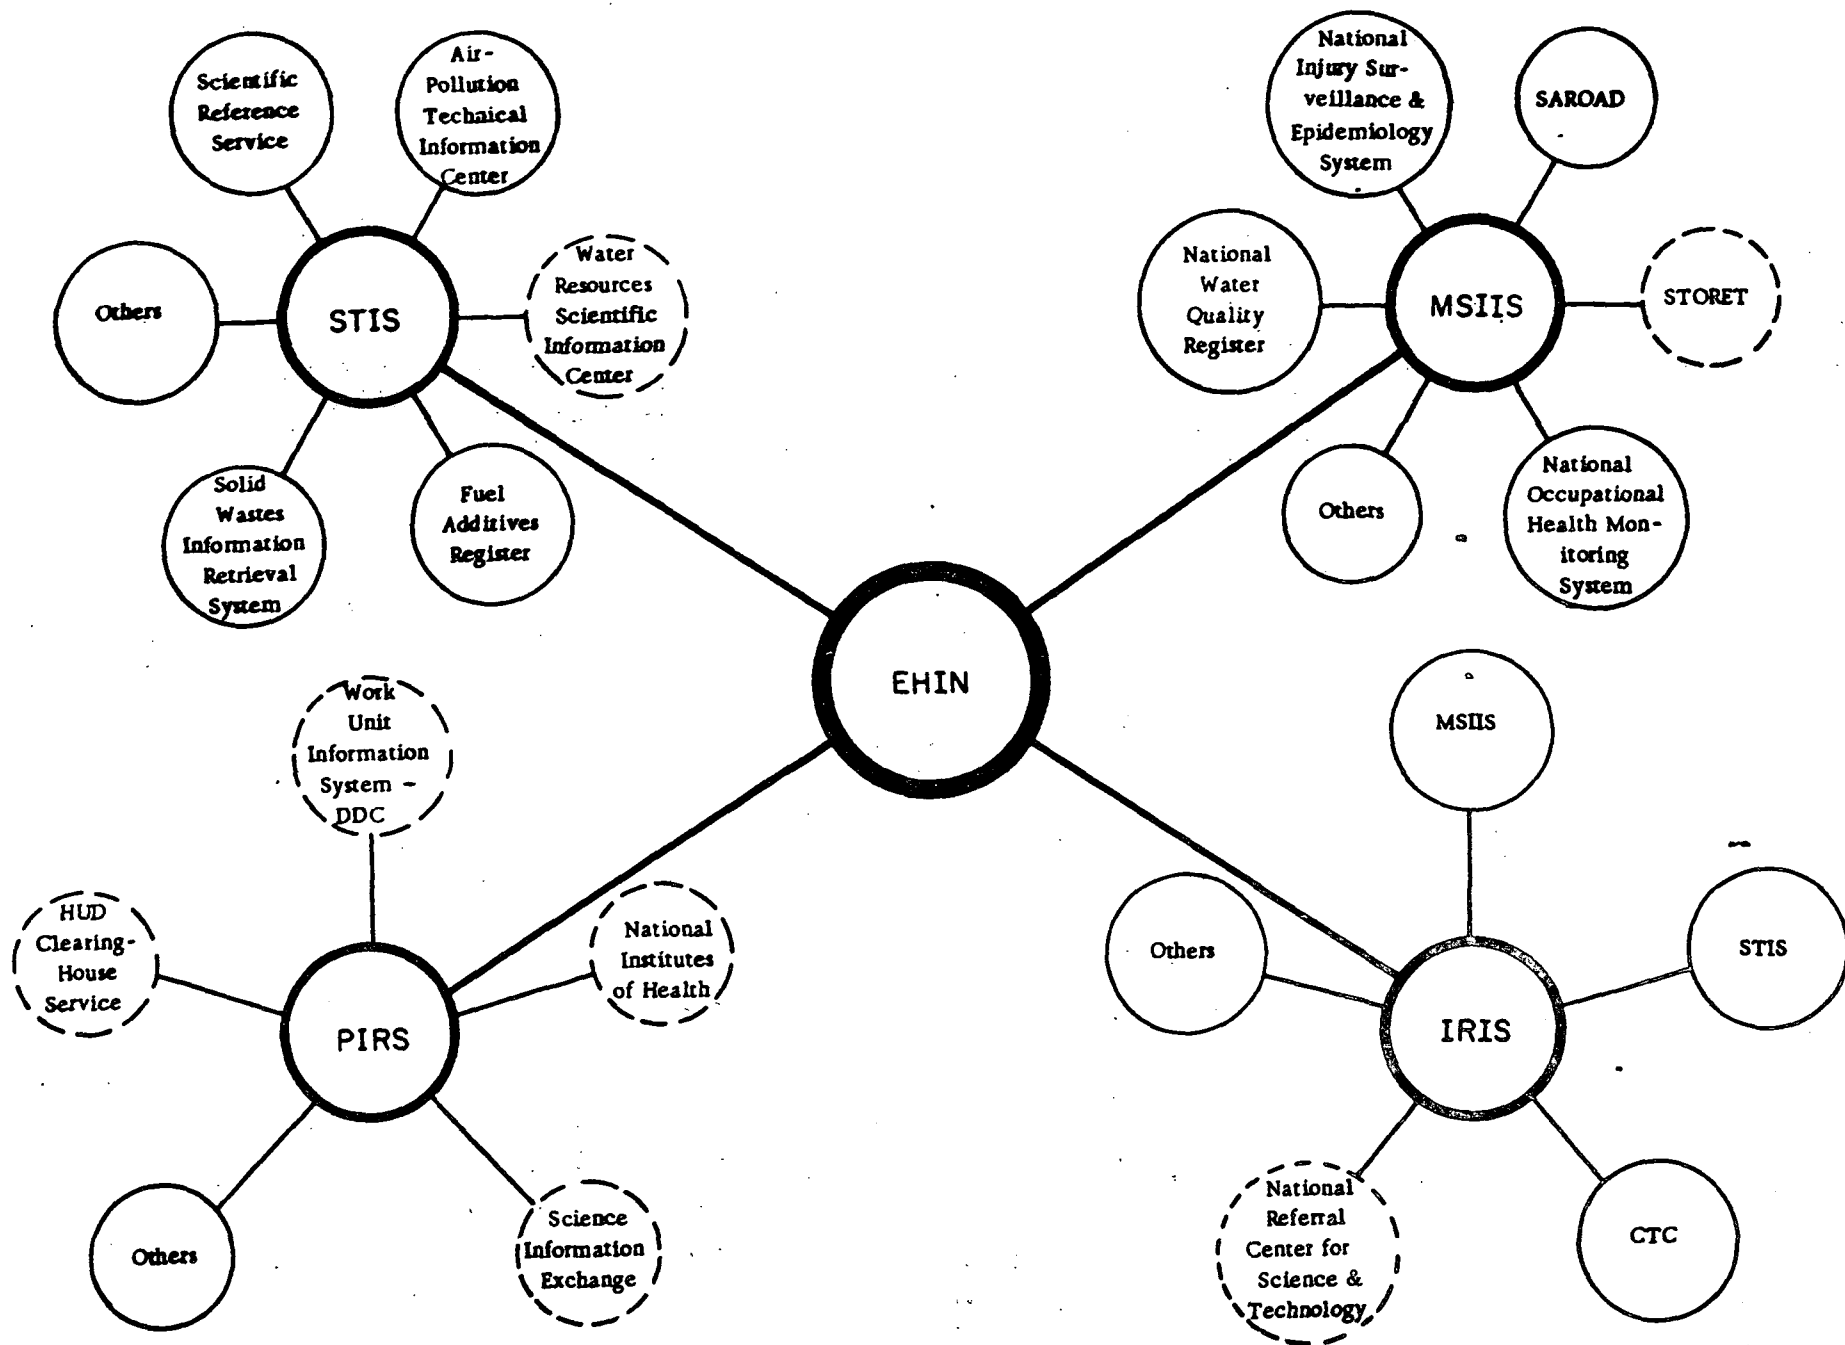 Scientific
Reference
Service
Air-
Pollution
Technical
Information
Center
Others
STIS
Water
Resources
Scientific
Information
Center
Solid
Wastes
Information
Retrieval
System
Fuel
Additives
Register
National
Injury Sur-
veillance &
Epidemiology
System
SAROAD
National
Water
Quality
Register
MSIIS
STORET
Others
National
Occupational
Health Mon-
itoring
System
EHIN
Work
Unit
Information
System -
DDC
HUD
Clearing-
House
Service
National
Institutes
of Health
PIRS
Others
Science
Information
Exchange
MSIIS
Others
STIS
IRIS
National
Referral
Center for
Science &
Technology
CTC